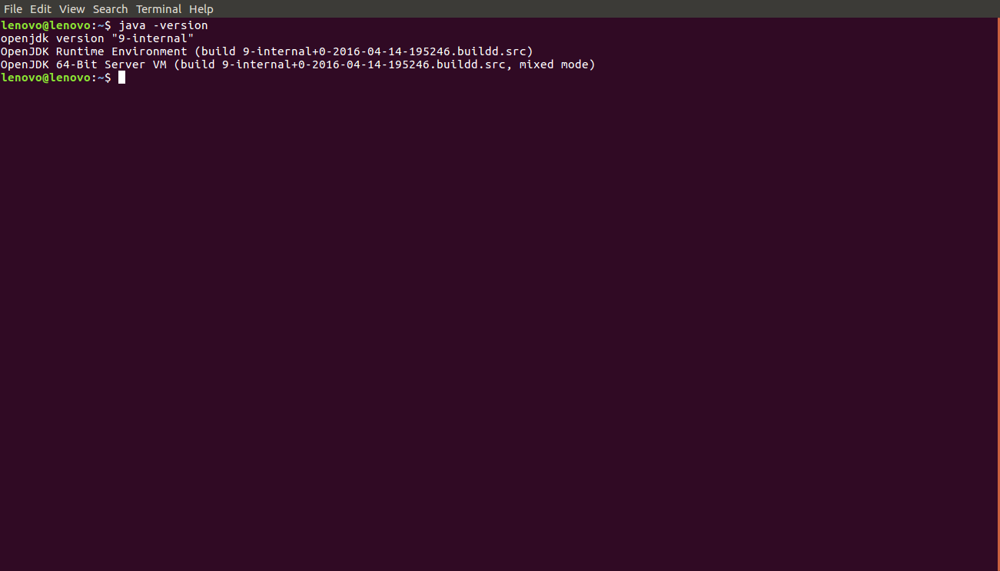 File Edit View Search Terminal Help
lenovo@lenovo:~$ java -version
openjdk version "9-internal"
OpenJDK Runtime Environment (build 9-internal+0-2016-04-14-195246.buildd.src)
OpenJDK 64-Bit Server VM (build 9-internal+0-2016-04-14-195246.buildd.src, mixed mode)
lenovo@lenovo:~$